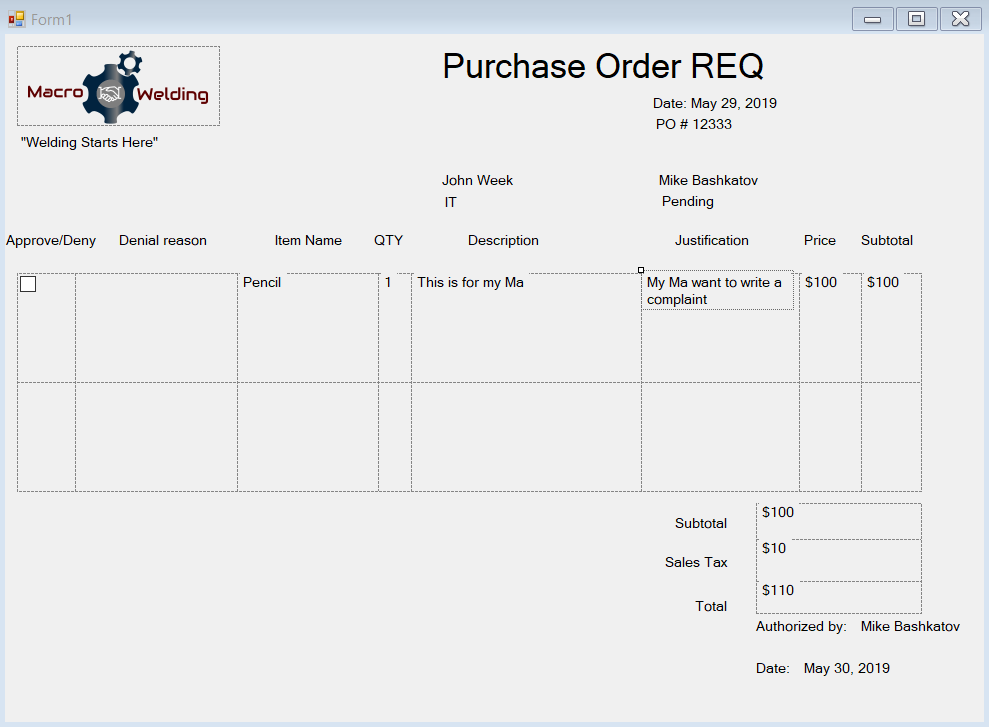 Form1
Macro Welding
Purchase Order REQ
Date: May 29, 2019
PO # 12333
"Welding Starts Here"
John Week
Mike Bashkatov
IT
Pending
Approve/Deny Denial reason Item Name QTY Description Justification Price Subtotal
Pencil 1 This is for my Ma My Ma want to write a $100 $100
complaint
$100
Subtotal
$10
Sales Tax
$110
Total
Authorized by: Mike Bashkatov
Date: May 30, 2019